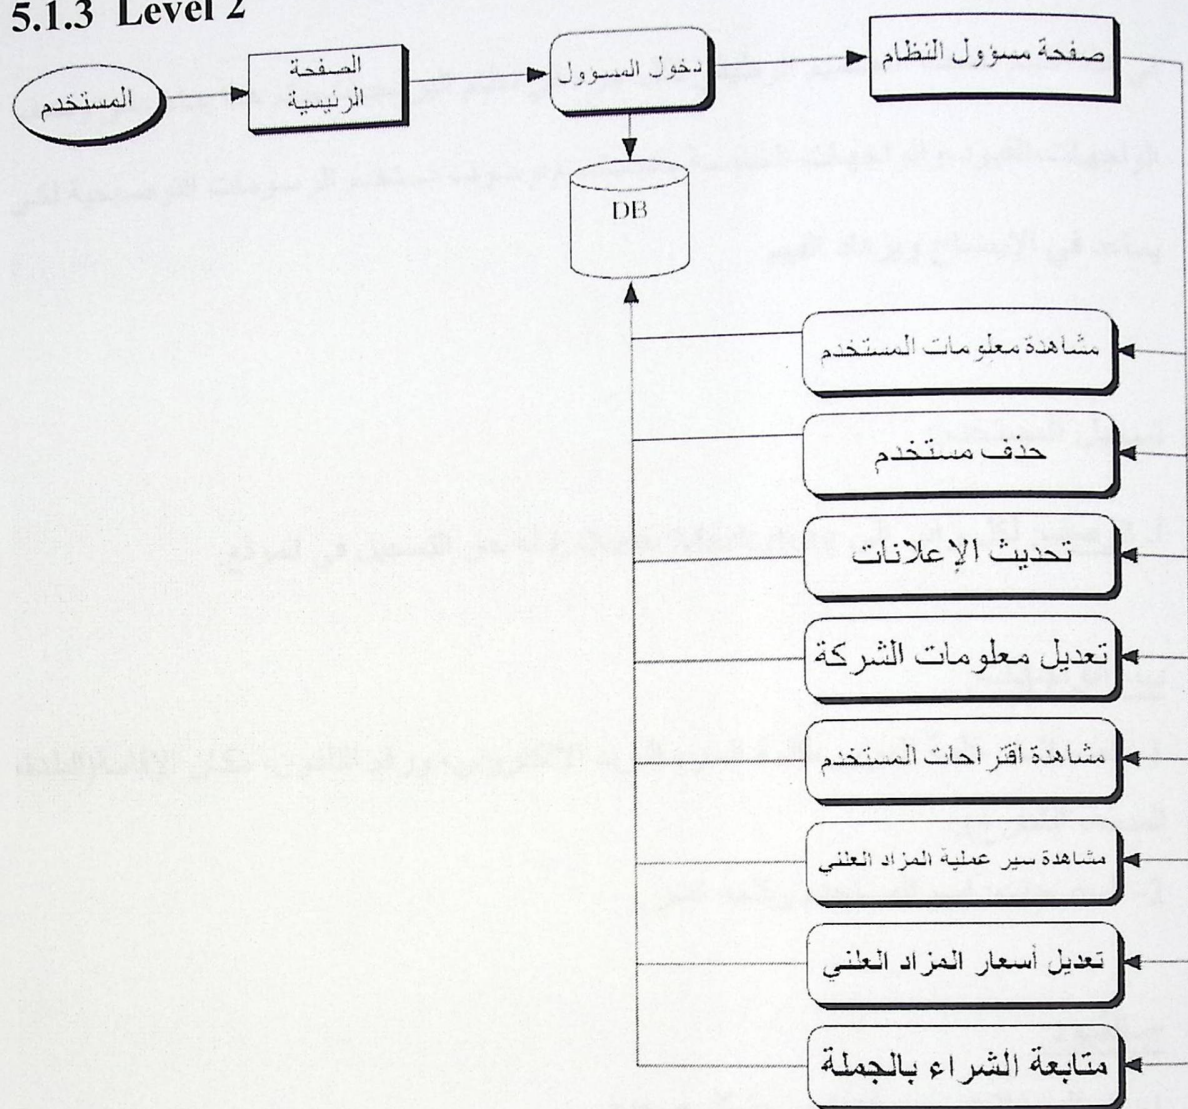 5.1.3 Level 2
المستخدم
الصفحة
الرئيسية
دخول المسؤول
صفحة مسؤول النظام
DB
مشاهدة معلومات المستخدم
حذف مستخدم
تحديث الإعلانات
تعديل معلومات الشركة
مشاهدة اقتراحات المستخدم
مشاهدة سير عملية المزاد العلني
تعديل أسعار المزاد العلني
متابعة الشراء بالجملة